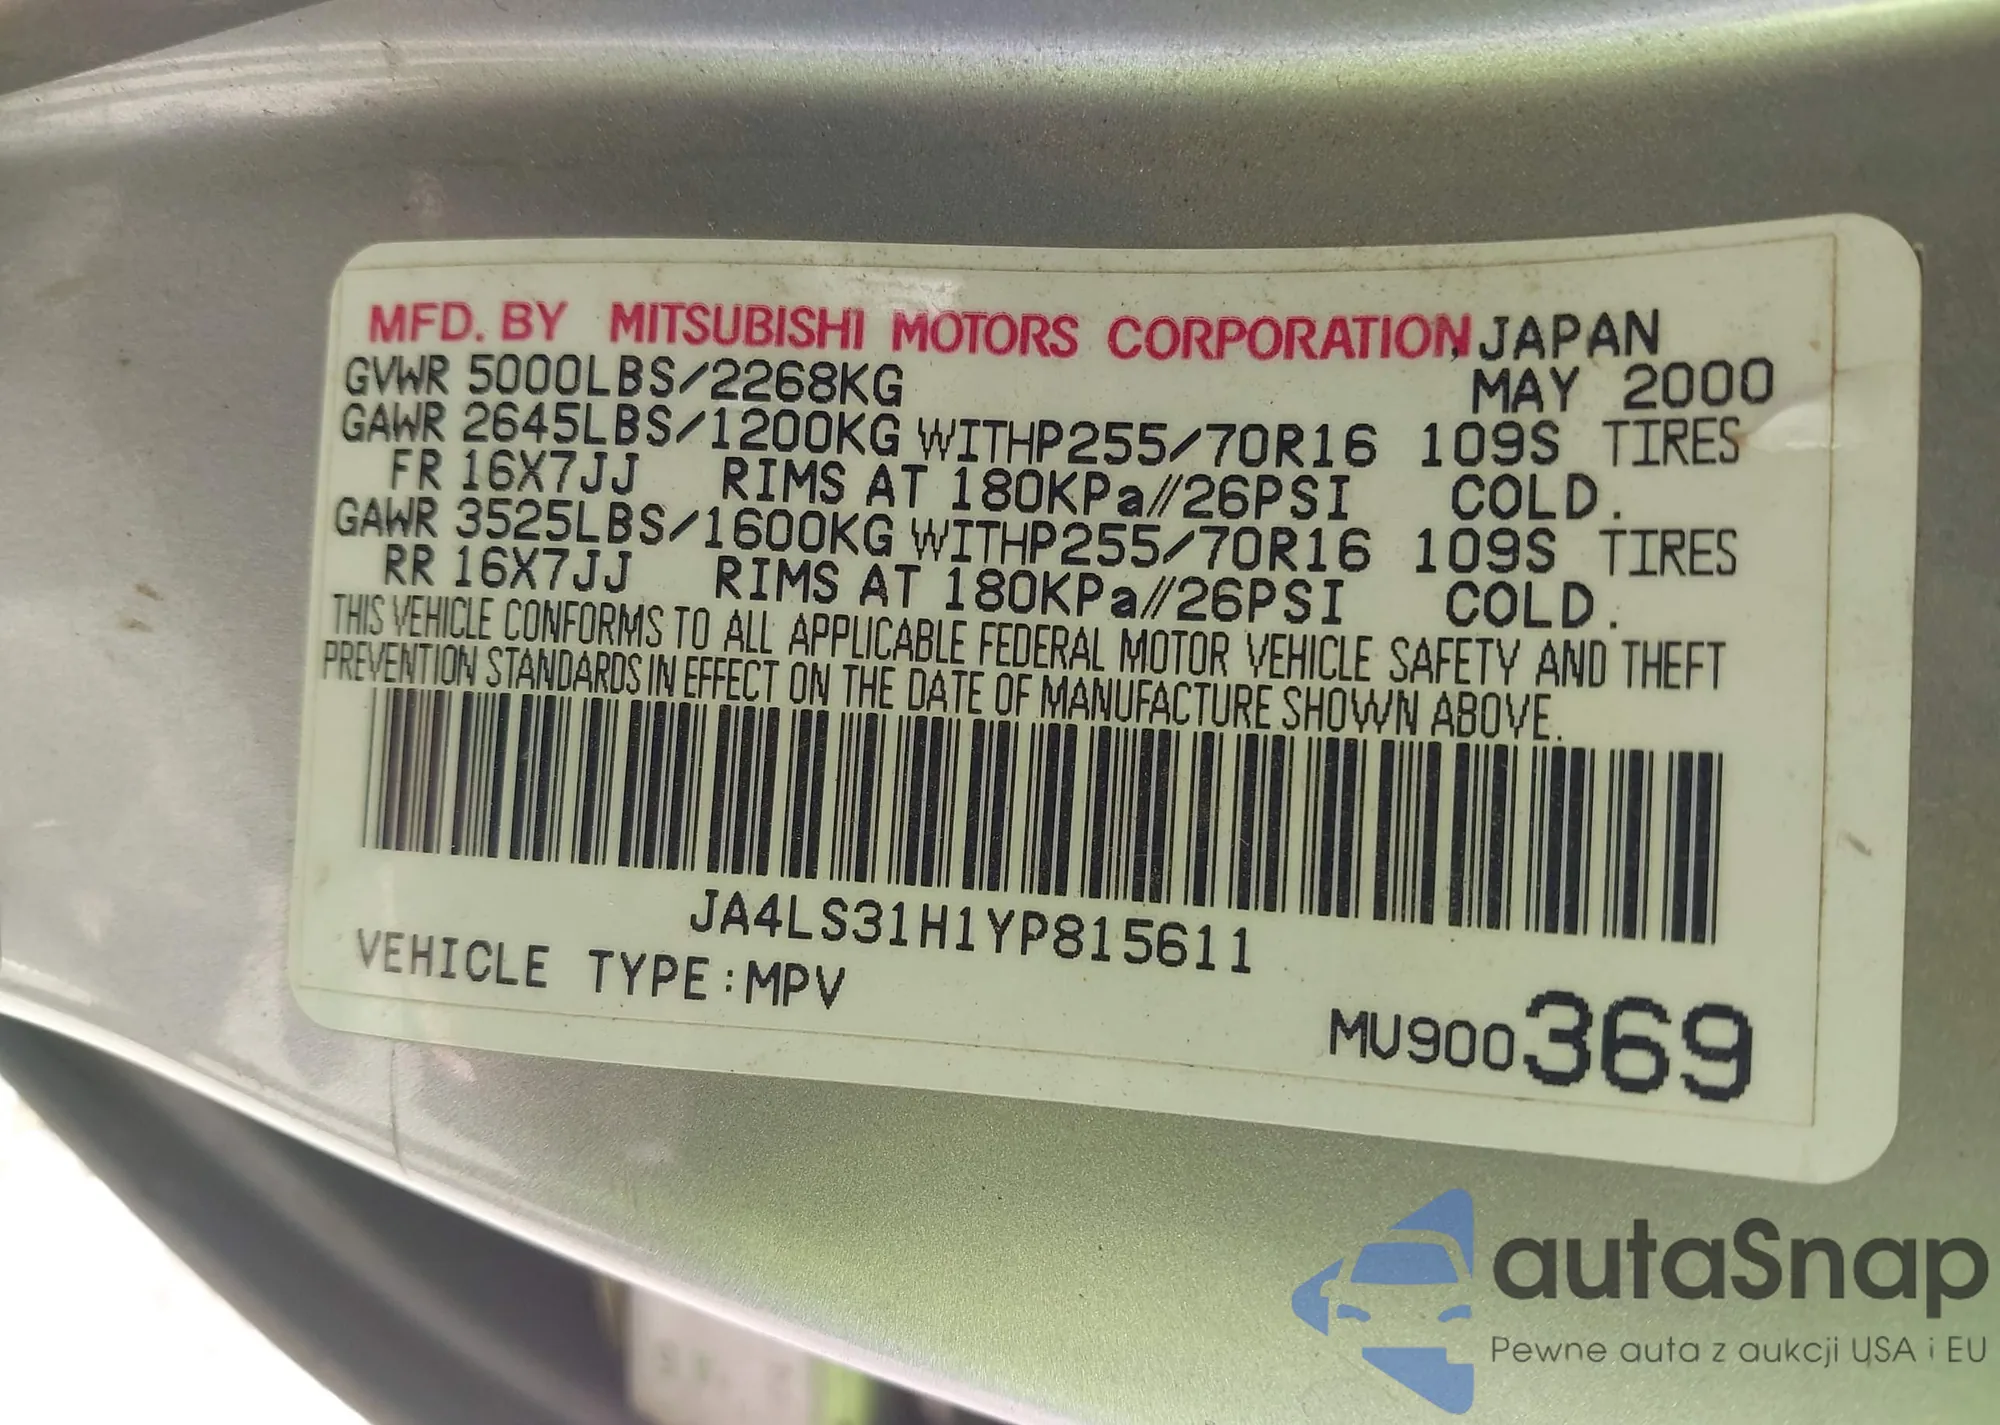 MFD. BY MITSUBISHI MOTORS CORPORATION, JAPAN
GVWR 5000LBS/2268KG MAY 2000
GAWR 2645LBS/1200KG WITHP255/70R16 109S TIRES
FR 16X7JJ RIMS AT 180KPa//26PSI COLD.
GAWR 3525LBS/1600KG WITHP255/70R16 109S TIRES
RR 16X7JJ RIMS AT 180KPa//26PSI COLD.
THIS VEHICLE CONFORMS TO ALL APPLICABLE FEDERAL MOTOR VEHICLE SAFETY AND THEFT
PREVENTION STANDARDS IN EFFECT ON THE DATE OF MANUFACTURE SHOWN ABOVE.
JA4LS31H1YP815611
VEHICLE TYPE:MPV
MU900369
autaSnap
Pewne auta z aukcji USA i EU